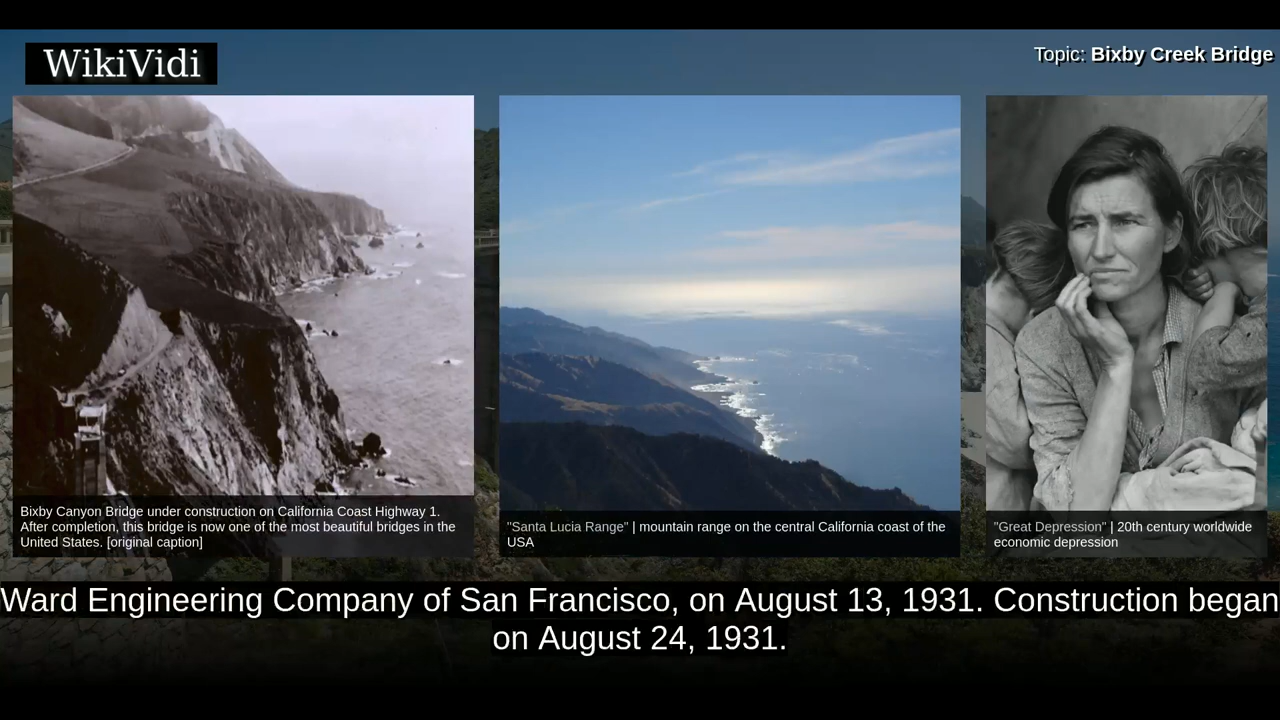 WikiVidi
Topic: Bixby Creek Bridge
Bixby Canyon Bridge under construction on California Coast Highway 1.
After completion, this bridge is now one of the most beautiful bridges in the
United States. [original caption]
"Santa Lucia Range" | mountain range on the central California coast of the
USA
"Great Depression" | 20th century worldwide
economic depression
Ward Engineering Company of San Francisco, on August 13, 1931. Construction began
on August 24, 1931.